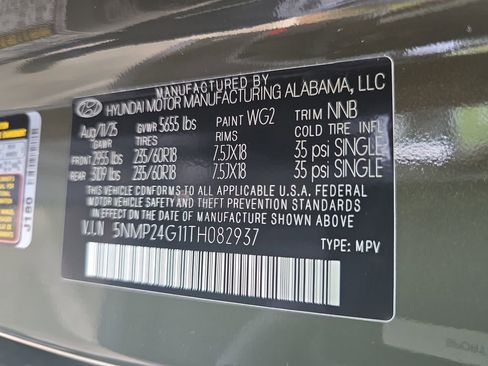 MANUFACTURED BY
HYUNDAI MOTOR MANUFACTURING ALABAMA, LLC
Aug/11/25 GVWR 5655 lbs PAINT WG2 TRIM NNB
GAWR TIRES RIMS COLD TIRE INFL
FRONT 2955 lbs 235/60R18 7.5JX18 35 psi SINGLE
REAR 3109 lbs 235/60R18 7.5JX18 35 psi SINGLE
THIS VEHICLE CONFORMS TO ALL APPLICABLE U.S.A. FEDERAL
MOTOR VEHICLE SAFETY AND THEFT PREVENTION STANDARDS
IN EFFECT ON THE DATE OF MANUFACTURE SHOWN ABOVE.
V.I.N 5NMP24G11TH082937
TYPE: MPV
J180